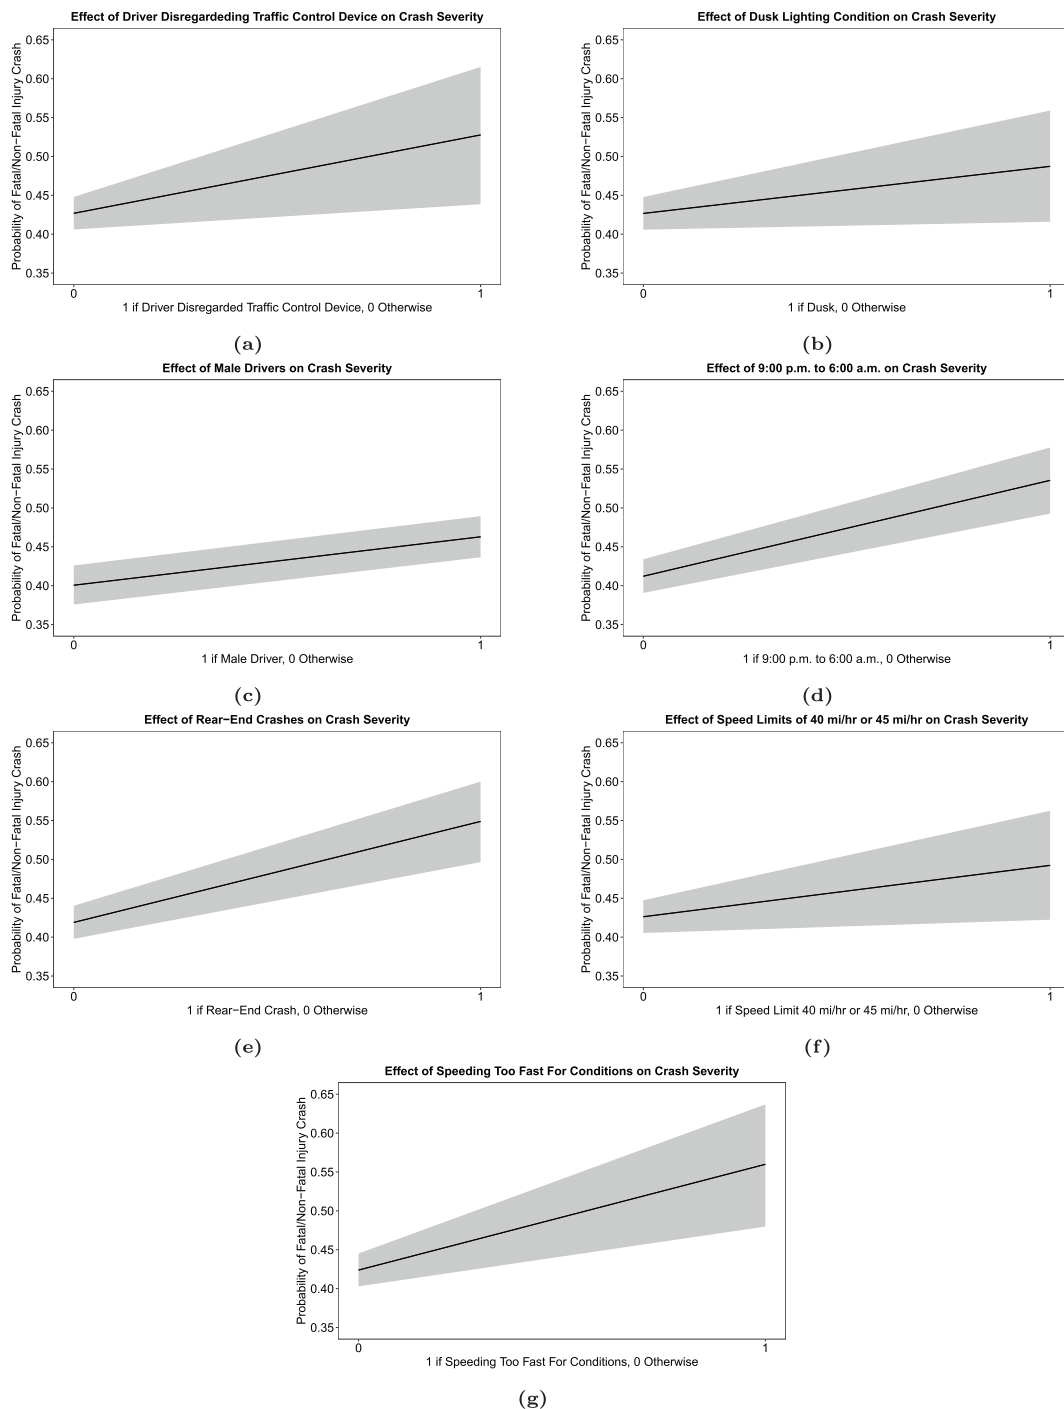 Effect of Driver Disregardeding Traffic Control Device on Crash Severity
Probability of Fatal/Non−Fatal Injury Crash
0.65
0.60
0.55
0.50
0.45
0.40
0.35
0
1
1 if Driver Disregarded Traffic Control Device, 0 Otherwise
(a)
Effect of Dusk Lighting Condition on Crash Severity
Probability of Fatal/Non−Fatal Injury Crash
0.65
0.60
0.55
0.50
0.45
0.40
0.35
0
1
1 if Dusk, 0 Otherwise
(b)
Effect of Male Drivers on Crash Severity
Probability of Fatal/Non−Fatal Injury Crash
0.65
0.60
0.55
0.50
0.45
0.40
0.35
0
1
1 if Male Driver, 0 Otherwise
(c)
Effect of 9:00 p.m. to 6:00 a.m. on Crash Severity
Probability of Fatal/Non−Fatal Injury Crash
0.65
0.60
0.55
0.50
0.45
0.40
0.35
0
1
1 if 9:00 p.m. to 6:00 a.m., 0 Otherwise
(d)
Effect of Rear−End Crashes on Crash Severity
Probability of Fatal/Non−Fatal Injury Crash
0.65
0.60
0.55
0.50
0.45
0.40
0.35
0
1
1 if Rear−End Crash, 0 Otherwise
(e)
Effect of Speed Limits of 40 mi/hr or 45 mi/hr on Crash Severity
Probability of Fatal/Non−Fatal Injury Crash
0.65
0.60
0.55
0.50
0.45
0.40
0.35
0
1
1 if Speed Limit 40 mi/hr or 45 mi/hr, 0 Otherwise
(f)
Effect of Speeding Too Fast For Conditions on Crash Severity
Probability of Fatal/Non−Fatal Injury Crash
0.65
0.60
0.55
0.50
0.45
0.40
0.35
0
1
1 if Speeding Too Fast For Conditions, 0 Otherwise
(g)